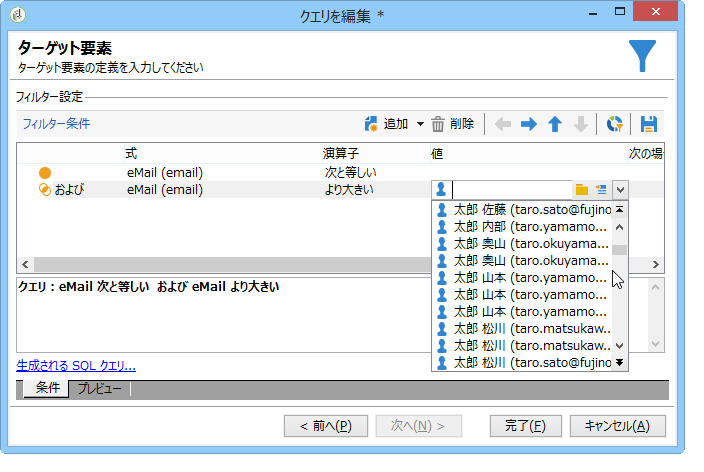 クエリを編集 *
ターゲット要素
ターゲット要素の定義を入力してください
フィルター設定
フィルター条件
追加
削除
式 演算子 値 次の場
eMail (email) 次と等しい
および eMail (email) より大きい
太郎 佐藤 (taro.sato@fujino
太郎 内部 (taro.yamamo...
太郎 奥山 (taro.okuyama...
太郎 奥山 (taro.okuyama...
太郎 山本 (taro.yamamo...
太郎 山本 (taro.yamamo...
太郎 山本 (taro.yamamo...
太郎 松川 (taro.matsukaw...
太郎 松川 (taro.matsukaw...
太郎 松川 (taro.sato@fujino
クエリ : eMail 次と等しい および eMail より大きい
生成される SQL クエリ...
条件 プレビュー
< 前へ(P)
次へ(N) >
完了(F)
キャンセル(A)